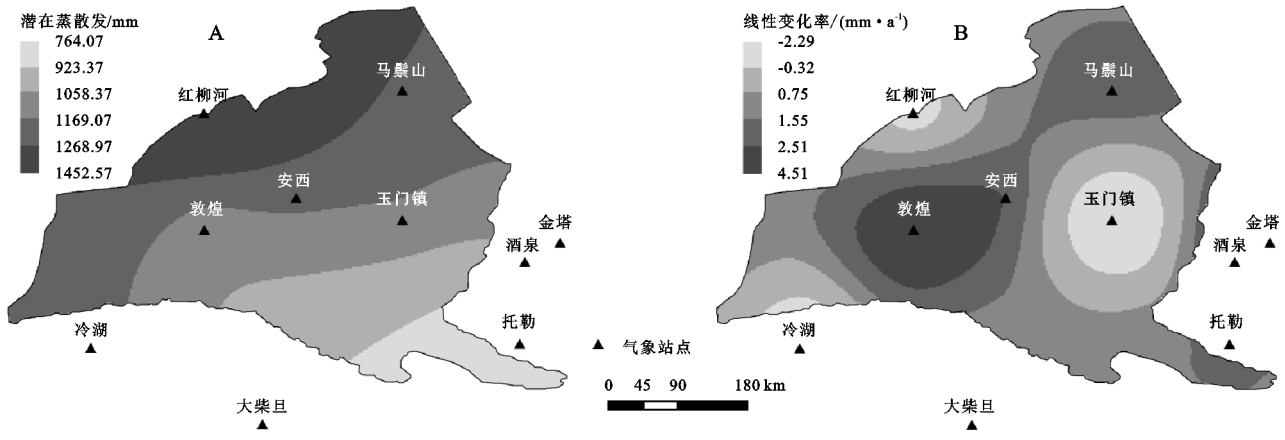 潜在蒸散发/mm
A
764.07
923.37
1058.37
1169.07
1268.97
1452.57
马鬃山
红柳河
安西
敦煌
玉门镇
金塔
酒泉
冷湖
托勒
大柴旦
线性变化率/(mm·a⁻¹)
B
-2.29
-0.32
0.75
1.55
2.51
4.51
马鬃山
红柳河
安西
敦煌
玉门镇
金塔
酒泉
冷湖
托勒
大柴旦
气象站点
0 45 90 180 km